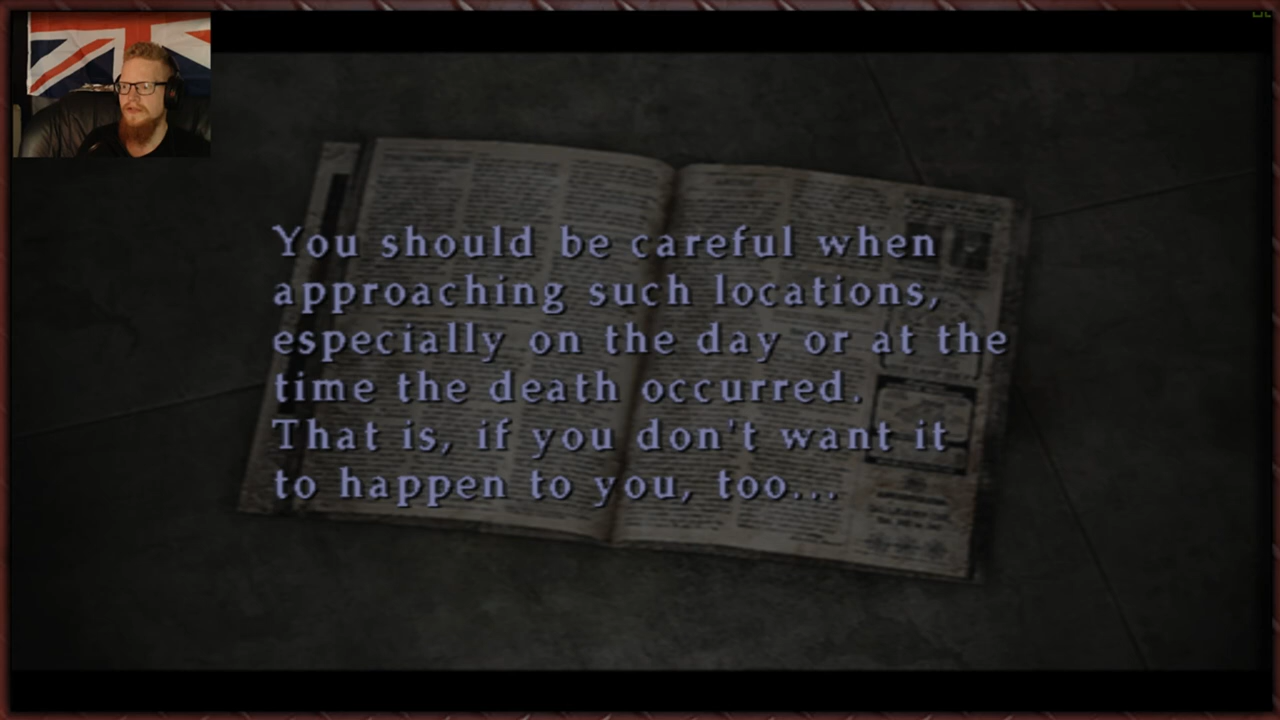 You should be careful when
approaching such locations,
especially on the day or at the
time the death occurred.
That is, if you don't want it
to happen to you, too...